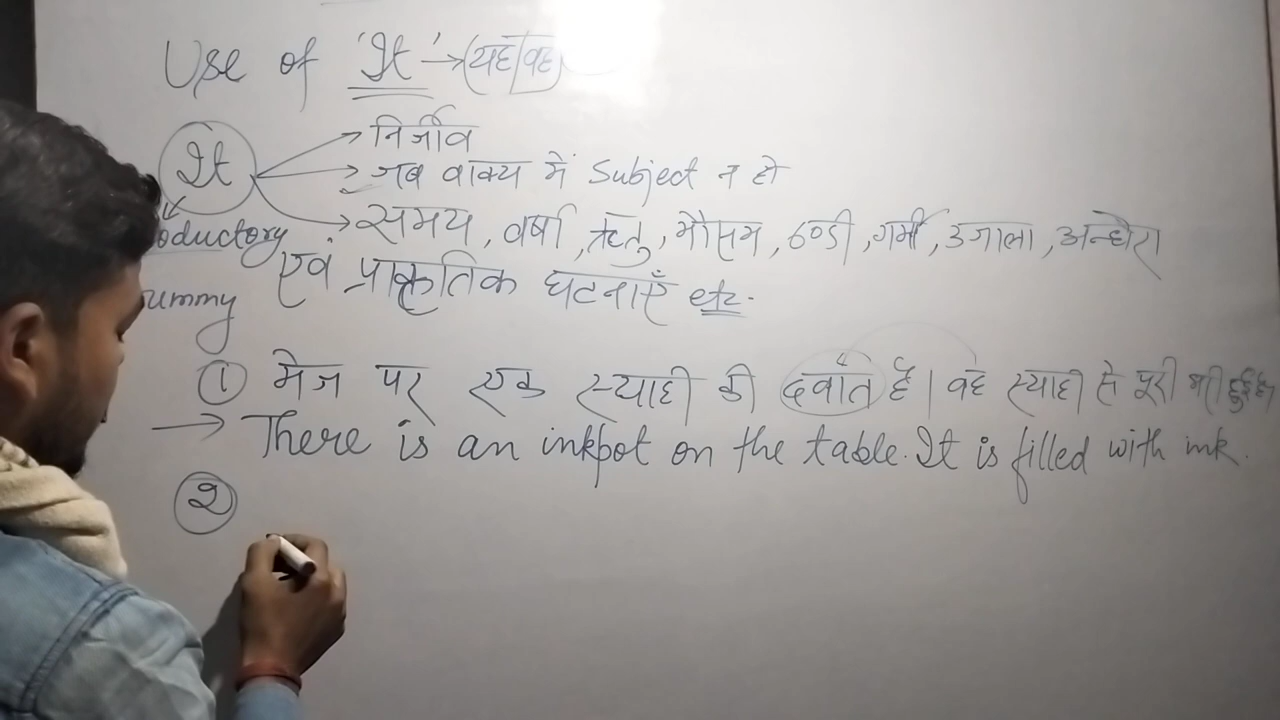 Use of 'It' → (यह/वह)
It → निर्जीव
→ जब वाक्य में Subject न हो
→ समय, वर्षा, ऋतु, मौसम, ठण्डी, गर्मी, उजाला, अन्धेरा
oductory एवं प्राकृतिक घटनाएँ etc.
ummy
① मेज पर एक स्याही की दवात है। वह स्याही से पूरी भरी हुई है।
→ There is an inkpot on the table. It is filled with ink.
②